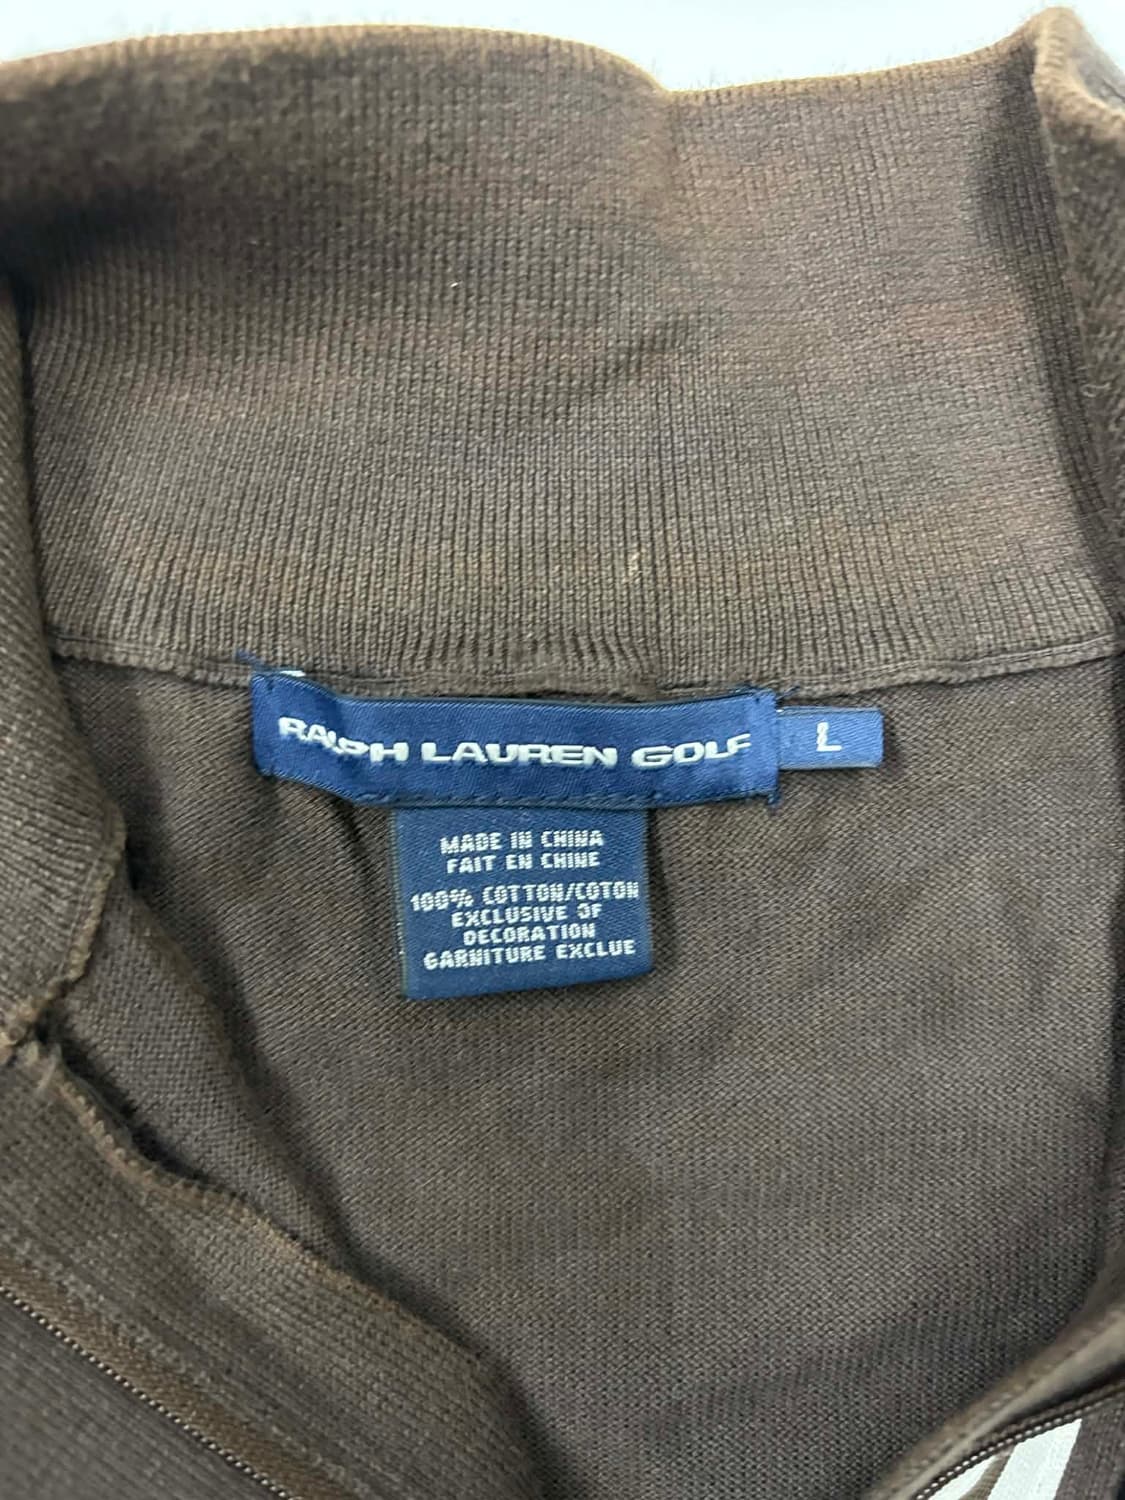 RALPH LAUREN GOLF
L
MADE IN CHINA
FAIT EN CHINE
100% COTTON/COTON
EXCLUSIVE OF
DECORATION
GARNITURE EXCLUE